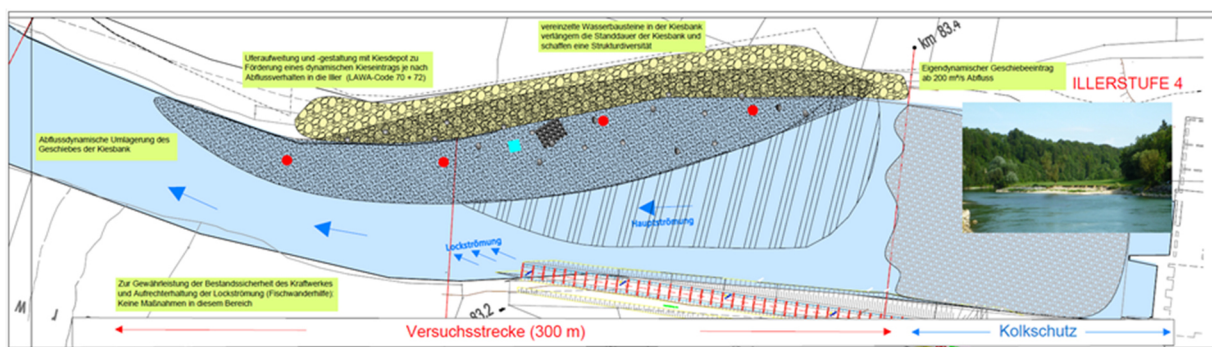 vereinzelte Wasserbausteine in der Kiesbank
verlängern die Standdauer der Kiesbank und
schaffen eine Strukturdiversität
km 83.4
Uferaufweitung und -gestaltung mit Kiesdepot zu
Förderung eines dynamischen Kieseintrages je nach
Abflussverhalten in die Iller (LAWA-Code 70 + 72)
Eigendynamischer Geschiebeeintrag
ab 200 m³/s Abfluss
ILLERSTUFE 4
Abflussdynamische Umlagerung des
Geschiebes der Kiesbank
Hauptströmung
Lockströmung
Zur Gewährleistung der Bestandssicherheit des Kraftwerkes
und Aufrechterhaltung der Lockströmung (Fischwanderhilfe):
Keine Maßnahmen in diesem Bereich
83.2
W
r
Versuchsstrecke (300 m)
Kolkschutz